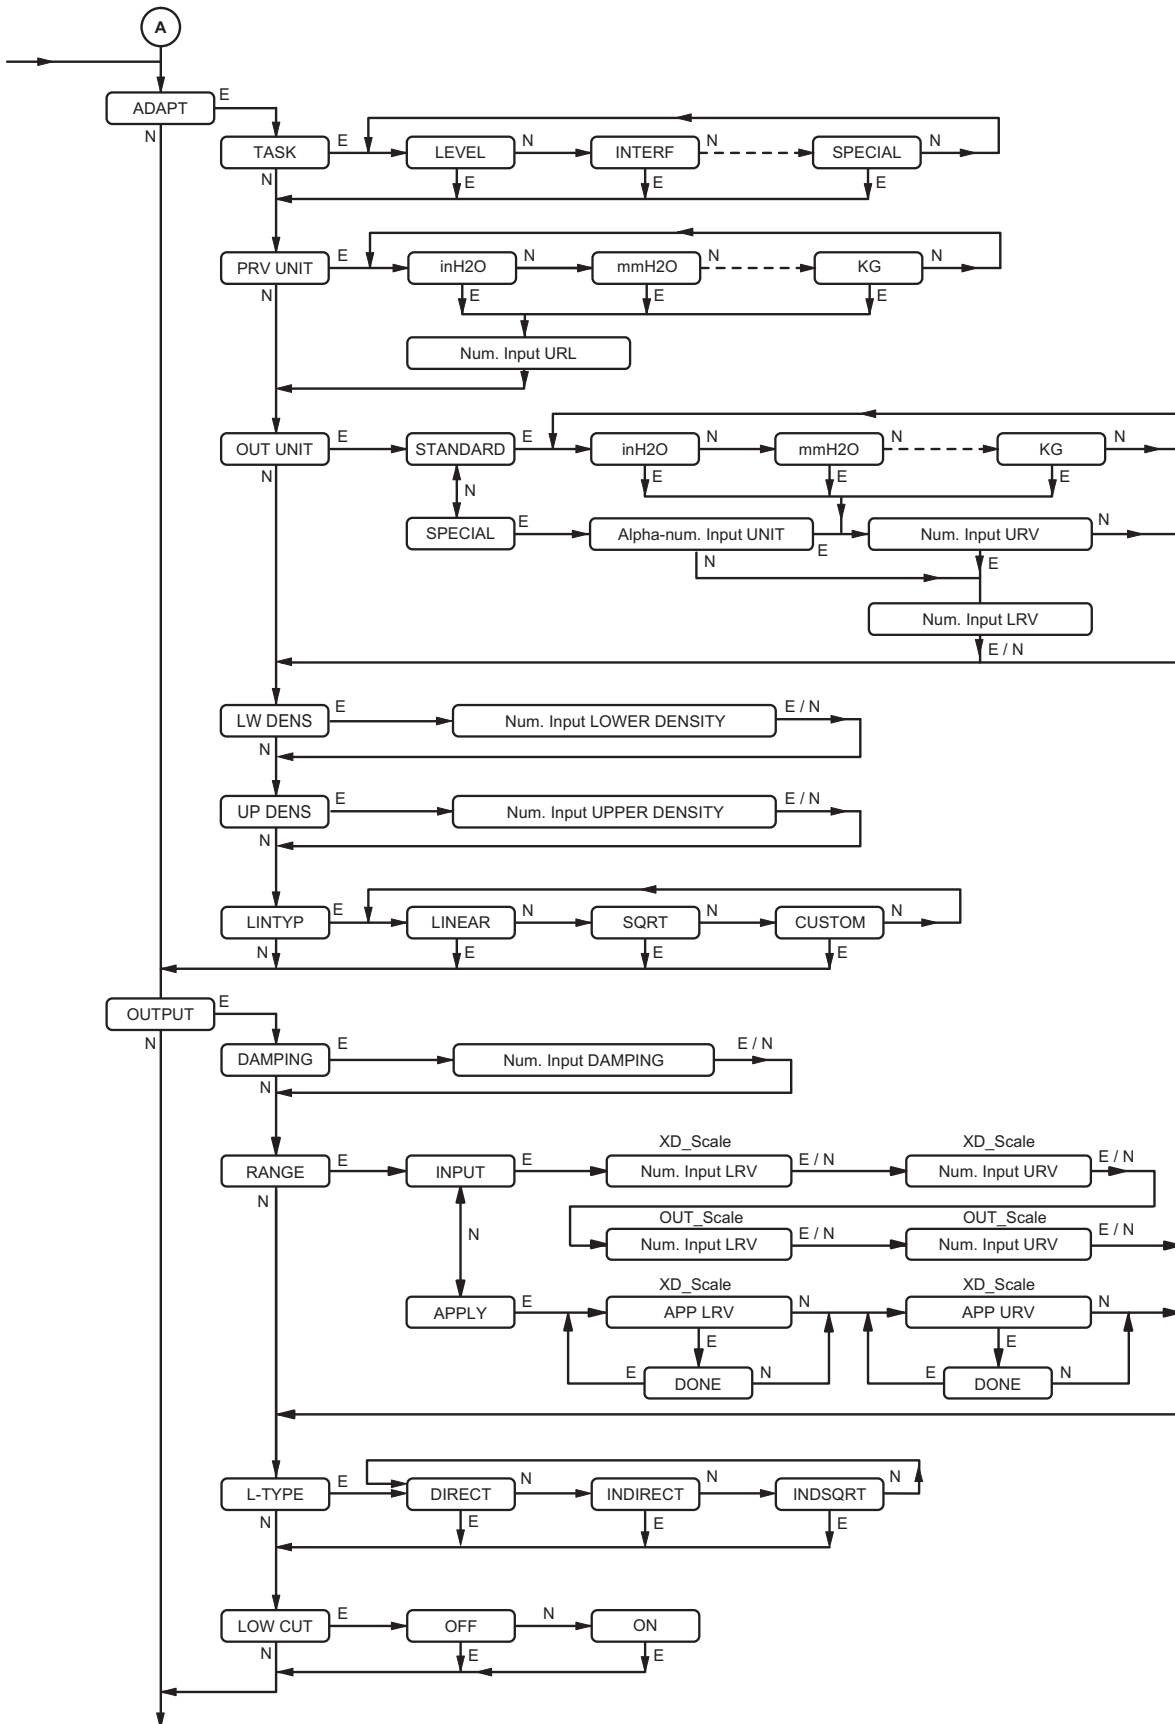 A
ADAPT E
N
TASK E LEVEL N INTERF N SPECIAL N
N E E E
PRV UNIT E inH2O N mmH2O N KG N
N E E E
Num. Input URL
OUT UNIT E STANDARD E inH2O N mmH2O N KG N
N N E E E
SPECIAL E Alpha-num. Input UNIT E Num. Input URV N
N E
Num. Input LRV
E / N
LW DENS E Num. Input LOWER DENSITY E / N
N
UP DENS E Num. Input UPPER DENSITY E / N
N
LINTYP E LINEAR N SQRT N CUSTOM N
N E E E
OUTPUT E
N
DAMPING E Num. Input DAMPING E / N
N
XD_Scale XD_Scale
RANGE E INPUT E Num. Input LRV E / N Num. Input URV E / N
N
OUT_Scale OUT_Scale
N Num. Input LRV E / N Num. Input URV E / N
XD_Scale XD_Scale
APPLY E APP LRV N APP URV N
E E
E DONE N E DONE N
L-TYPE E DIRECT N INDIRECT N INDSQRT N
N E E E
LOW CUT E OFF N ON
N E E